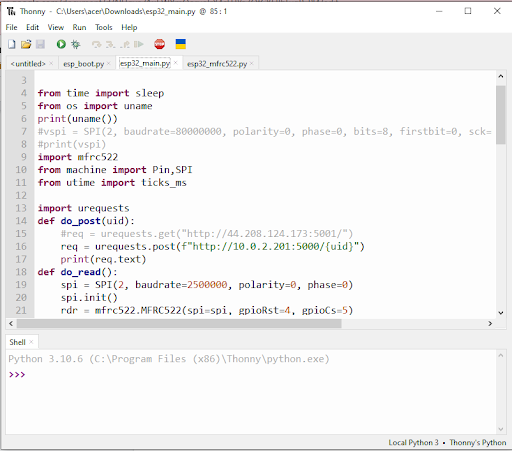 Thonny - C:\Users\acer\Downloads\esp32_main.py @ 85 : 1
File Edit View Run Tools Help
<untitled> esp_boot.py esp32_main.py esp32_mfrc522.py
3
4 from time import sleep
5 from os import uname
6 print(uname())
7 #vspi = SPI(2, baudrate=80000000, polarity=0, phase=0, bits=8, firstbit=0, sck=
8 #print(vspi)
9 import mfrc522
10 from machine import Pin,SPI
11 from utime import ticks_ms
12
13 import urequests
14 def do_post(uid):
15 #req = urequests.get("http://44.208.124.173:5001/")
16 req = urequests.post(f"http://10.0.2.201:5000/{uid}")
17 print(req.text)
18 def do_read():
19 spi = SPI(2, baudrate=2500000, polarity=0, phase=0)
20 spi.init()
21 rdr = mfrc522.MFRC522(spi=spi, gpioRst=4, gpioCs=5)
Shell
Python 3.10.6 (C:\Program Files (x86)\Thonny\python.exe)
>>>
Local Python 3 • Thonny's Python